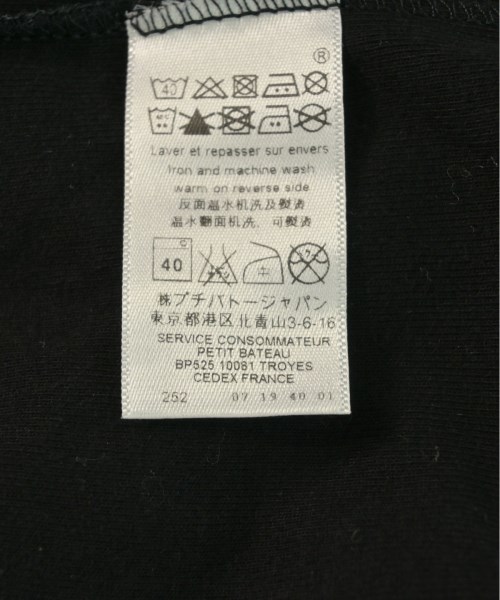 ®
40
40°C
Laver et repasser sur envers
Iron and machine wash
warm on reverse side
反面温水机洗及熨烫
温水翻面机洗、可熨烫
C
40
中
㈱プチバトージャパン
東京都港区北青山3-6-16
SERVICE CONSOMMATEUR
PETIT BATEAU
BP525 10081 TROYES
CEDEX FRANCE
252 07 19 40 01